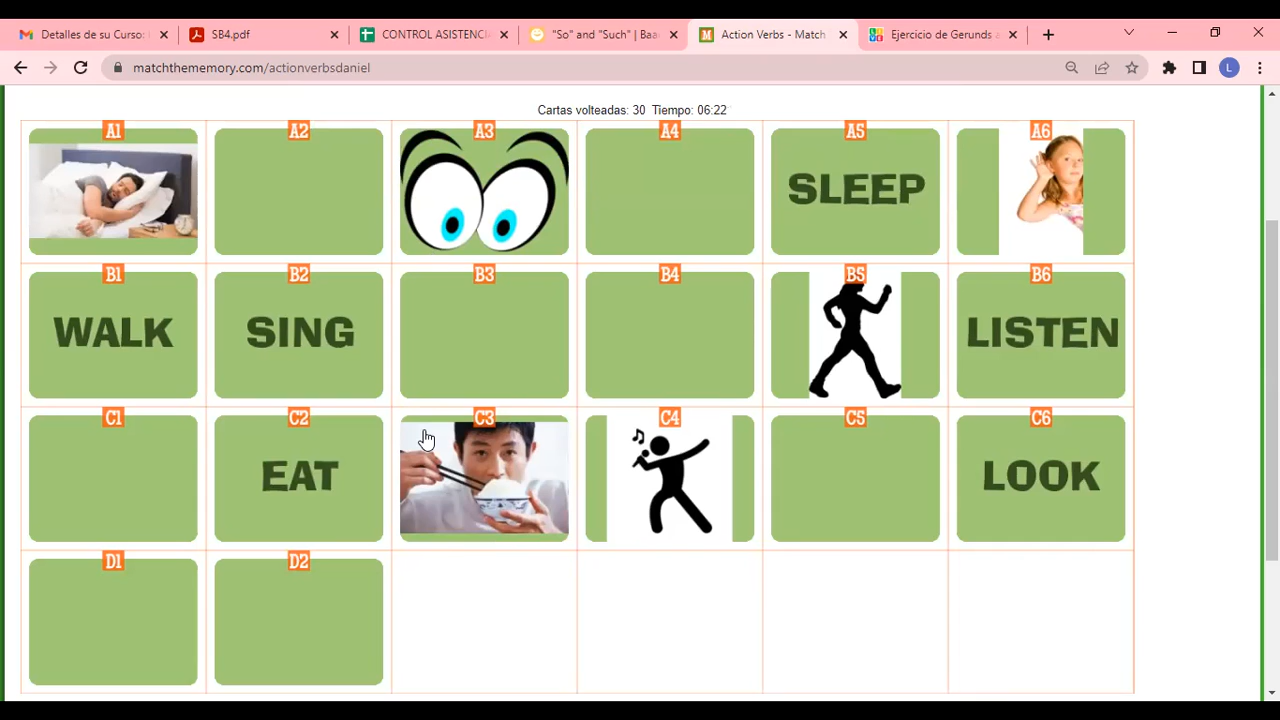 Detalles de su Curso:
SB4.pdf
CONTROL ASISTENCI
"So" and "Such" | Baa
Action Verbs - Match
Ejercicio de Gerunds a
matchthememory.com/actionverbsdaniel
L
Cartas volteadas: 30 Tiempo: 06:22
A1 A2 A3 A4 A5 A6
SLEEP
B1 B2 B3 B4 B5 B6
WALK SING LISTEN
C1 C2 C3 C4 C5 C6
EAT LOOK
D1 D2